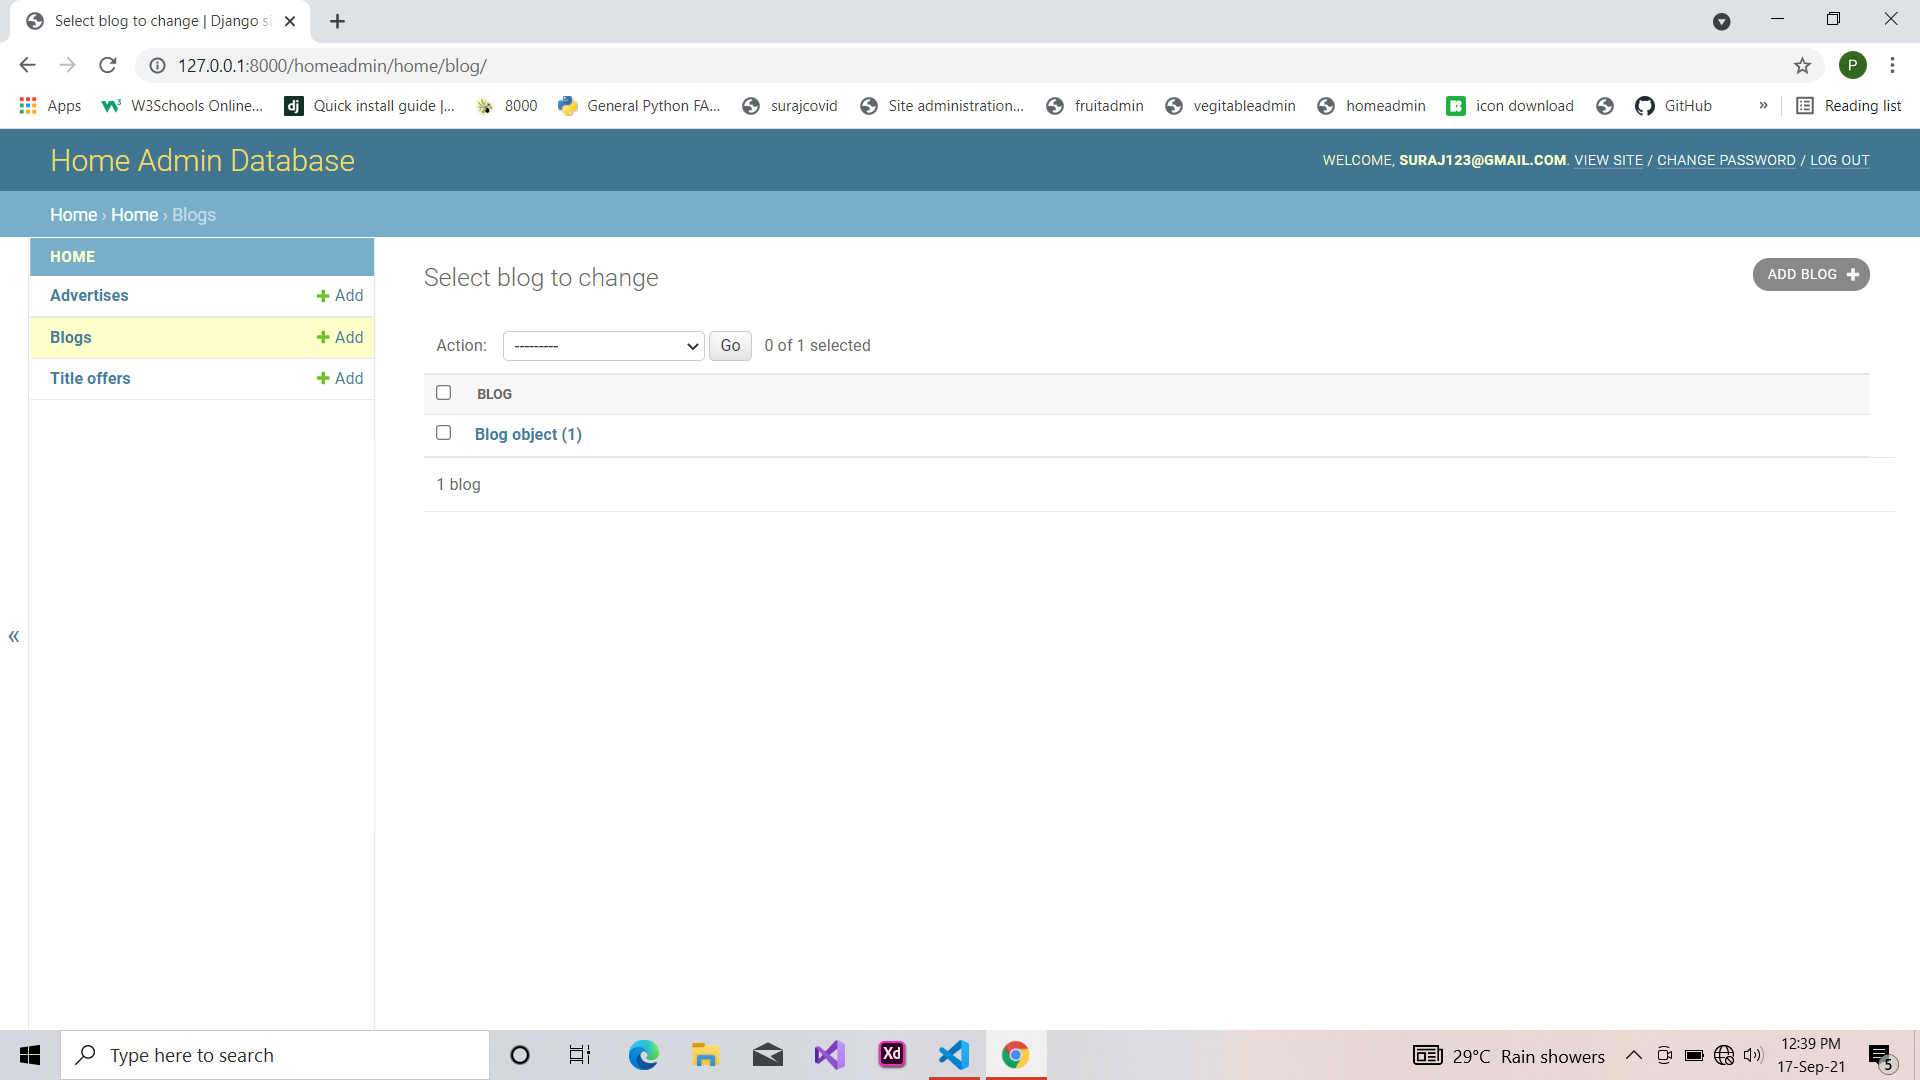 Select blog to change | Django si
127.0.0.1:8000/homeadmin/home/blog/
P
Apps W3Schools Online... dj Quick install guide |... 8000 General Python FA... surajcovid Site administration... fruitadmin vegitableadmin homeadmin icon download GitHub » Reading list
Home Admin Database
WELCOME, SURAJ123@GMAIL.COM. VIEW SITE / CHANGE PASSWORD / LOG OUT
Home › Home › Blogs
HOME
Advertises Add
Blogs Add
Title offers Add
«
Select blog to change
ADD BLOG
Action: --------- Go 0 of 1 selected
BLOG
Blog object (1)
1 blog
Type here to search
Xd
29°C Rain showers
12:39 PM
17-Sep-21
5